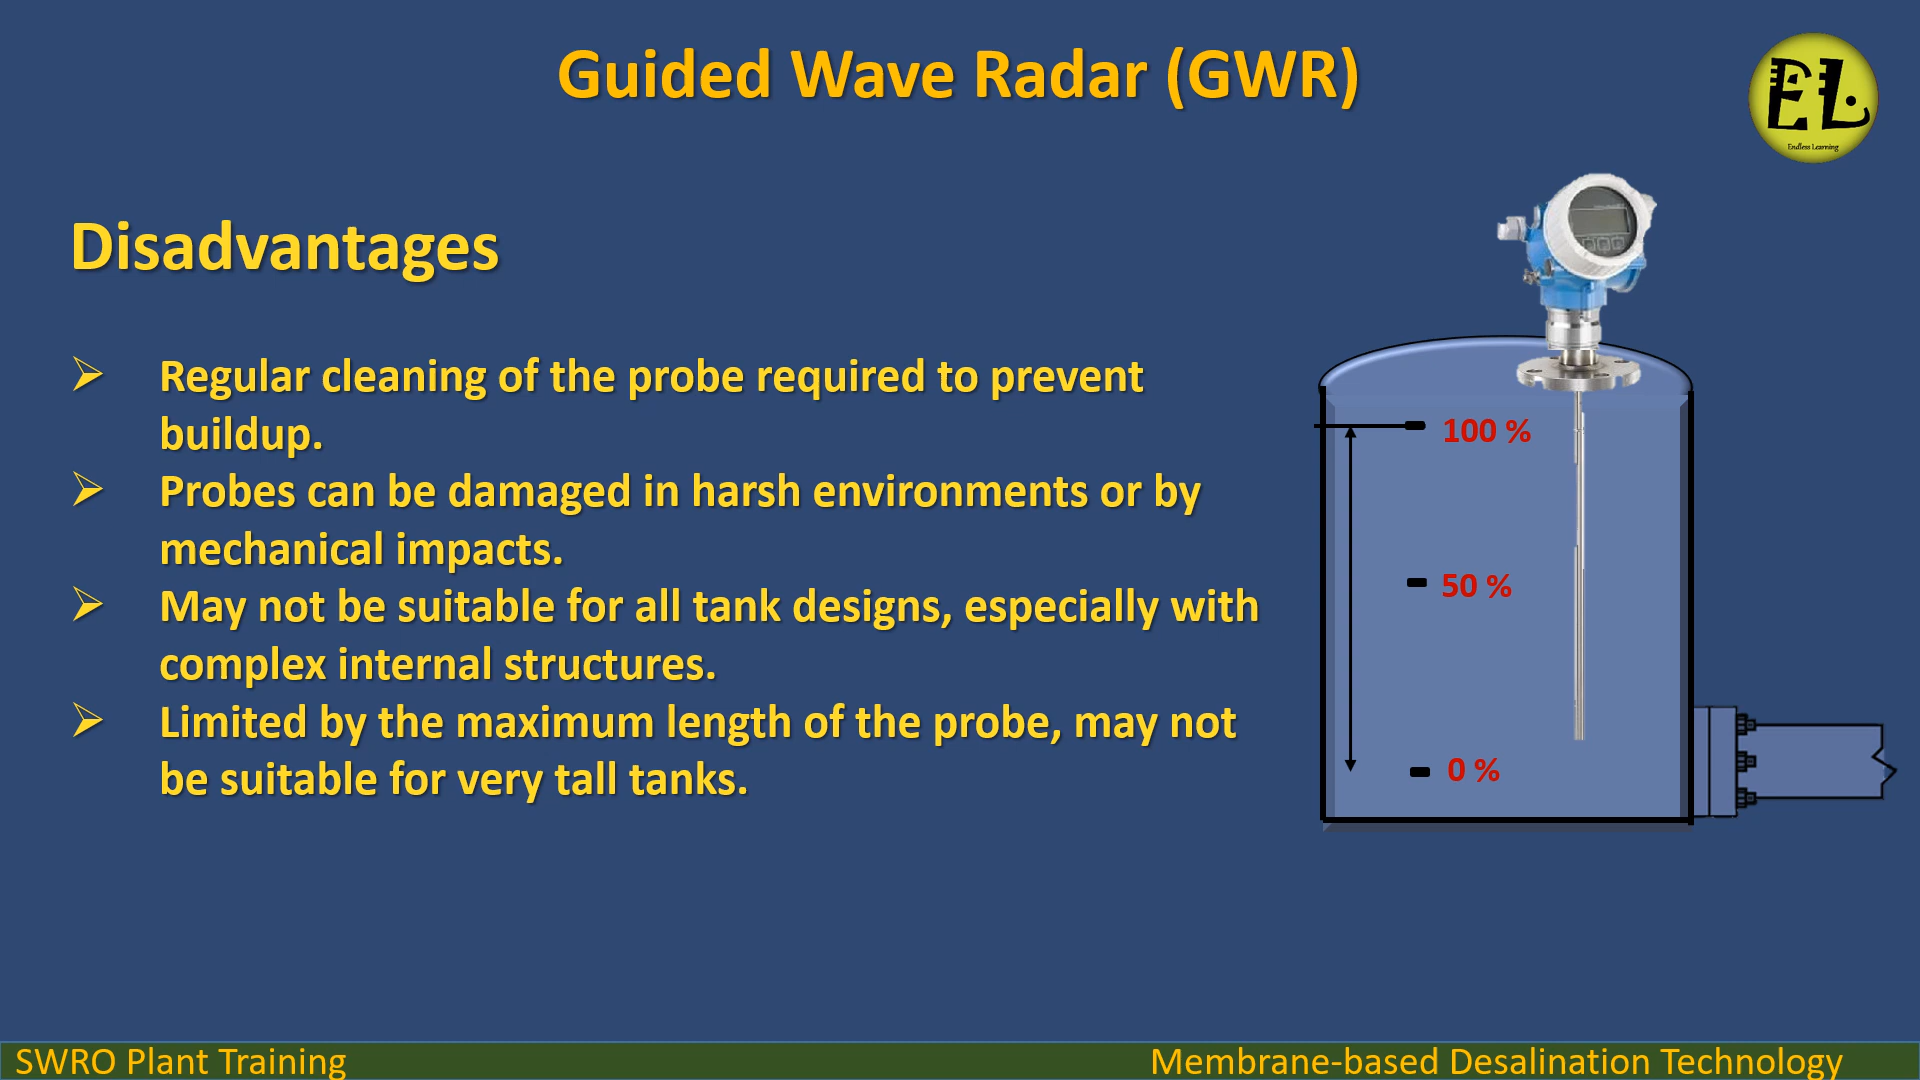 Guided Wave Radar (GWR)
EL
Endless Learning
Disadvantages
➢ Regular cleaning of the probe required to prevent
buildup.
➢ Probes can be damaged in harsh environments or by
mechanical impacts.
➢ May not be suitable for all tank designs, especially with
complex internal structures.
➢ Limited by the maximum length of the probe, may not
be suitable for very tall tanks.
100 %
50 %
0 %
SWRO Plant Training
Membrane-based Desalination Technology